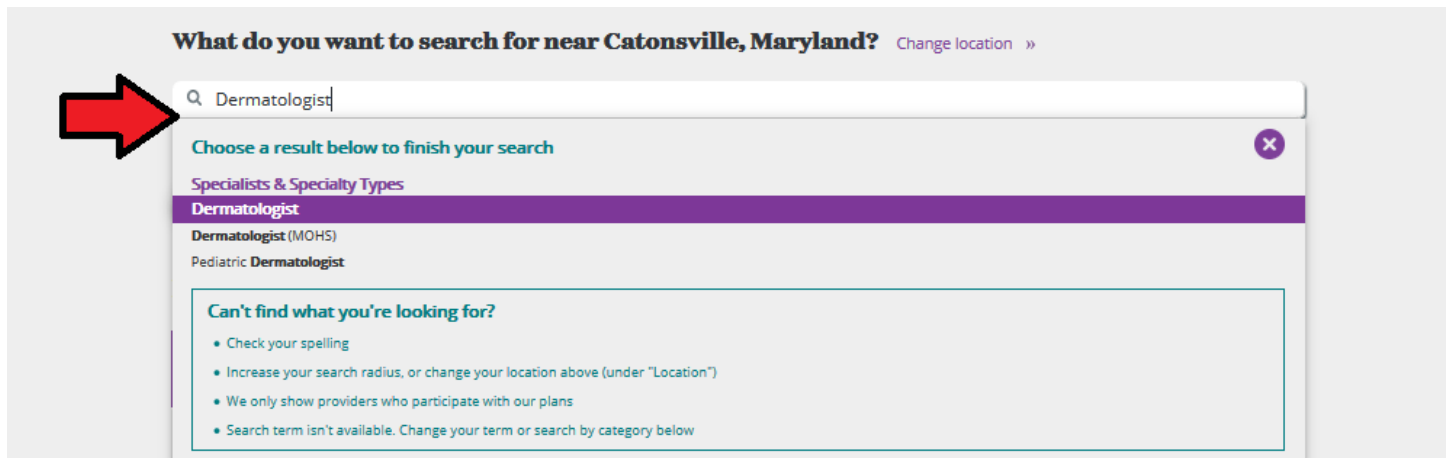 What do you want to search for near Catonsville, Maryland? Change location »
Dermatologist
Choose a result below to finish your search
Specialists & Specialty Types
Dermatologist
Dermatologist (MOHS)
Pediatric Dermatologist
Can't find what you're looking for?
• Check your spelling
• Increase your search radius, or change your location above (under "Location")
• We only show providers who participate with our plans
• Search term isn't available. Change your term or search by category below